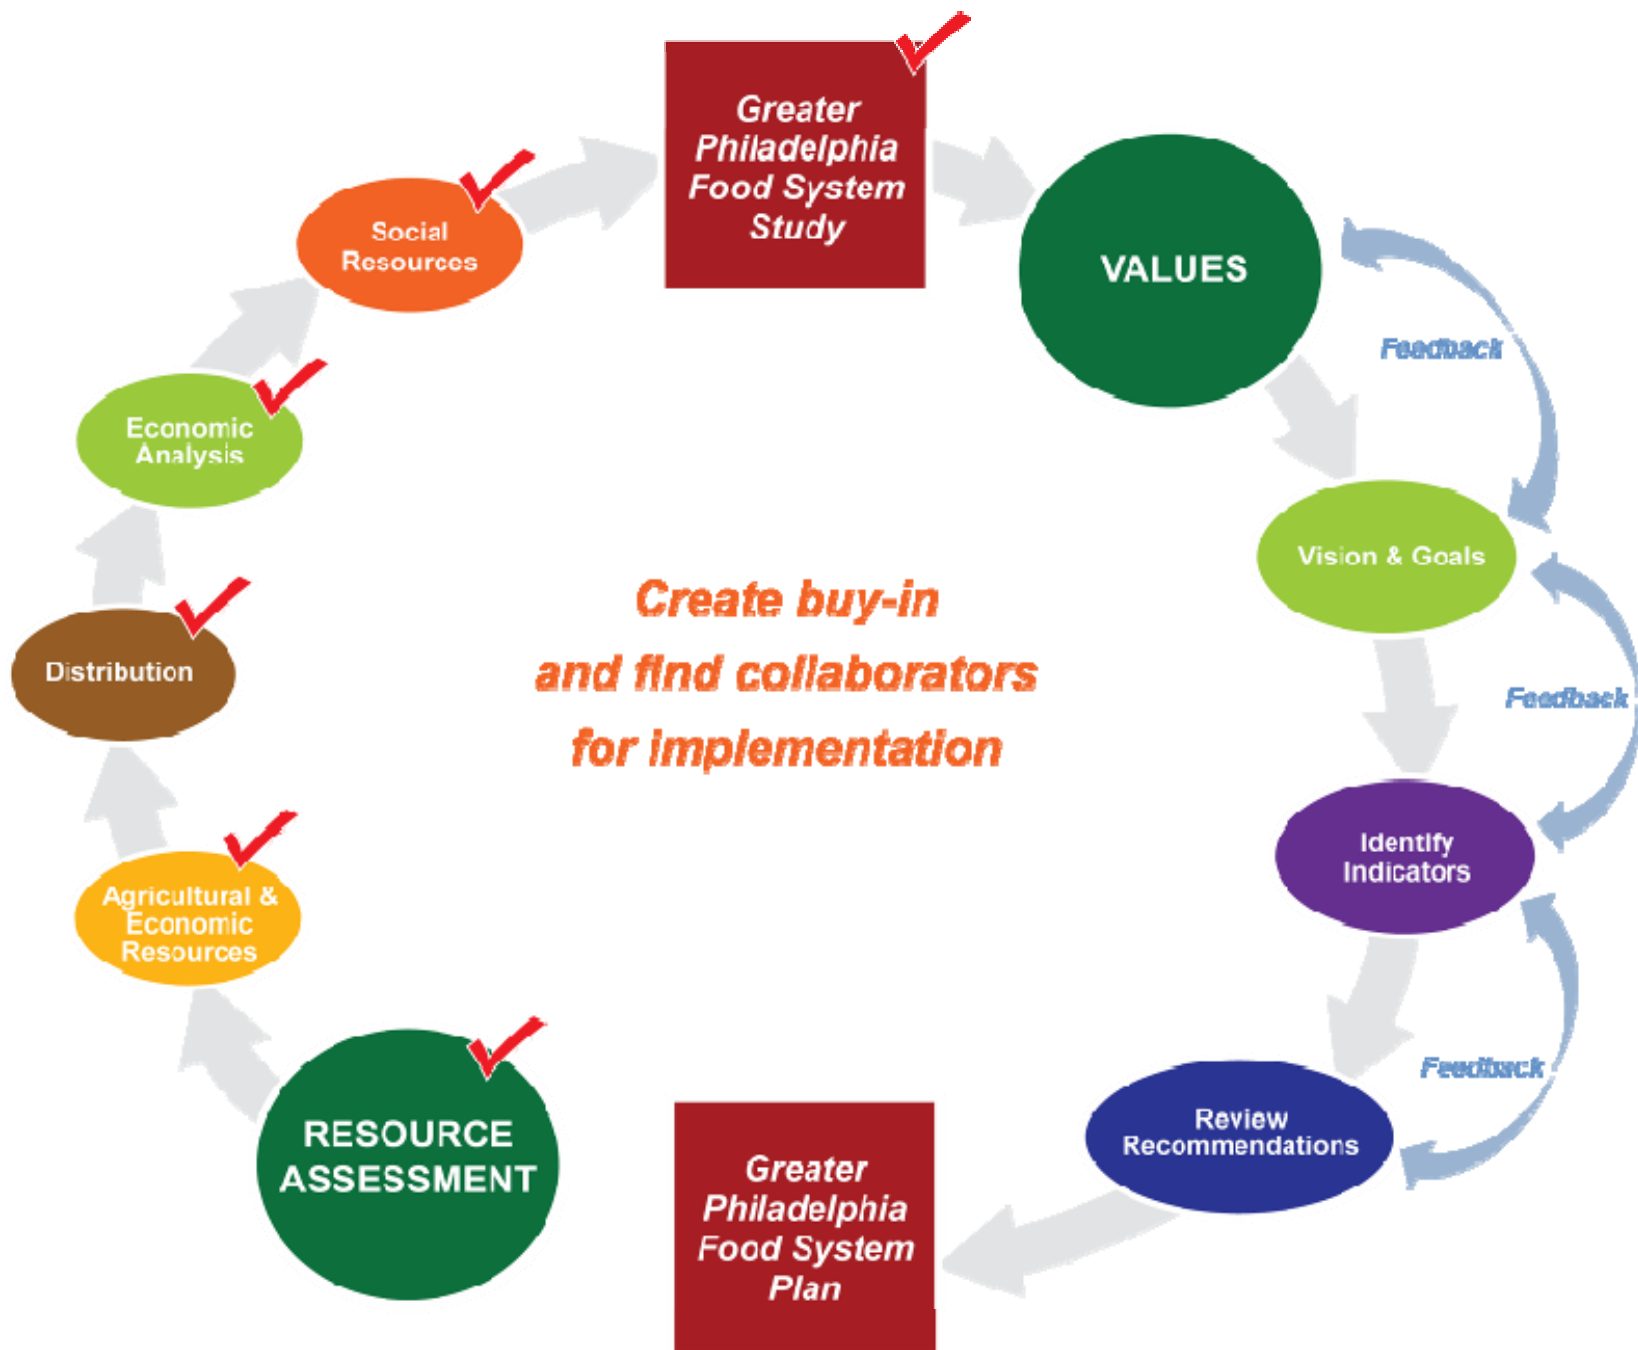 Greater
Philadelphia
Food System
Study
Social
Resources
VALUES
Feedback
Economic
Analysis
Vision & Goals
Create buy-in
and find collaborators
for implementation
Distribution
Feedback
Identify
Indicators
Agricultural &
Economic
Resources
Feedback
Review
Recommendations
RESOURCE
ASSESSMENT
Greater
Philadelphia
Food System
Plan